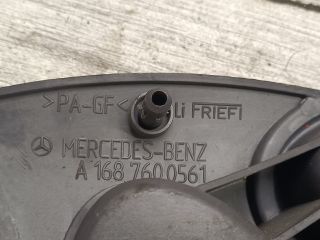 >PA-GF< Li FRIEFI
MERCEDES-BENZ
A 168 760 0561